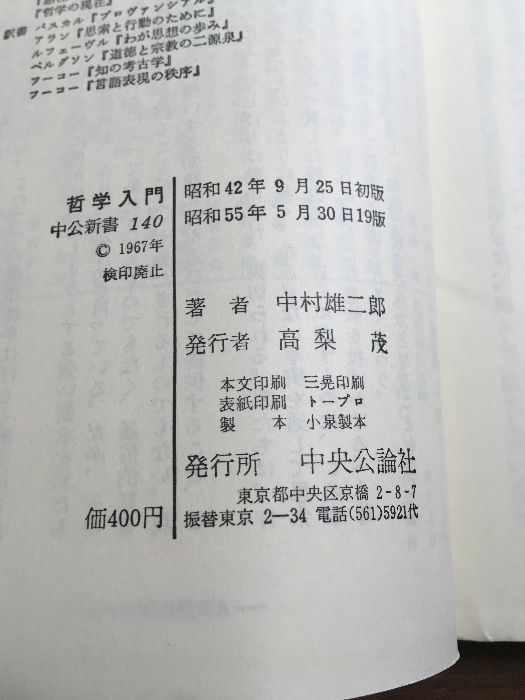 『哲学の現在』
訳書 パスカル『プロヴァンシアル』
アラン『思索と行動のために』
ルフェーヴル『わが思想の歩み』
ベルグソン『道徳と宗教の二源泉』
フーコー『知の考古学』
フーコー『言語表現の秩序』
哲学入門
中公新書 140
© 1967年
検印廃止
昭和42年 9 月 25日初版
昭和55年 5 月 30日19版
著 者 中村雄二郎
発行者 高梨 茂
本文印刷 三晃印刷
表紙印刷 トープロ
製 本 小泉製本
発行所 中央公論社
東京都中央区京橋 2-8-7
振替東京 2—34 電話(561)5921代
価400円